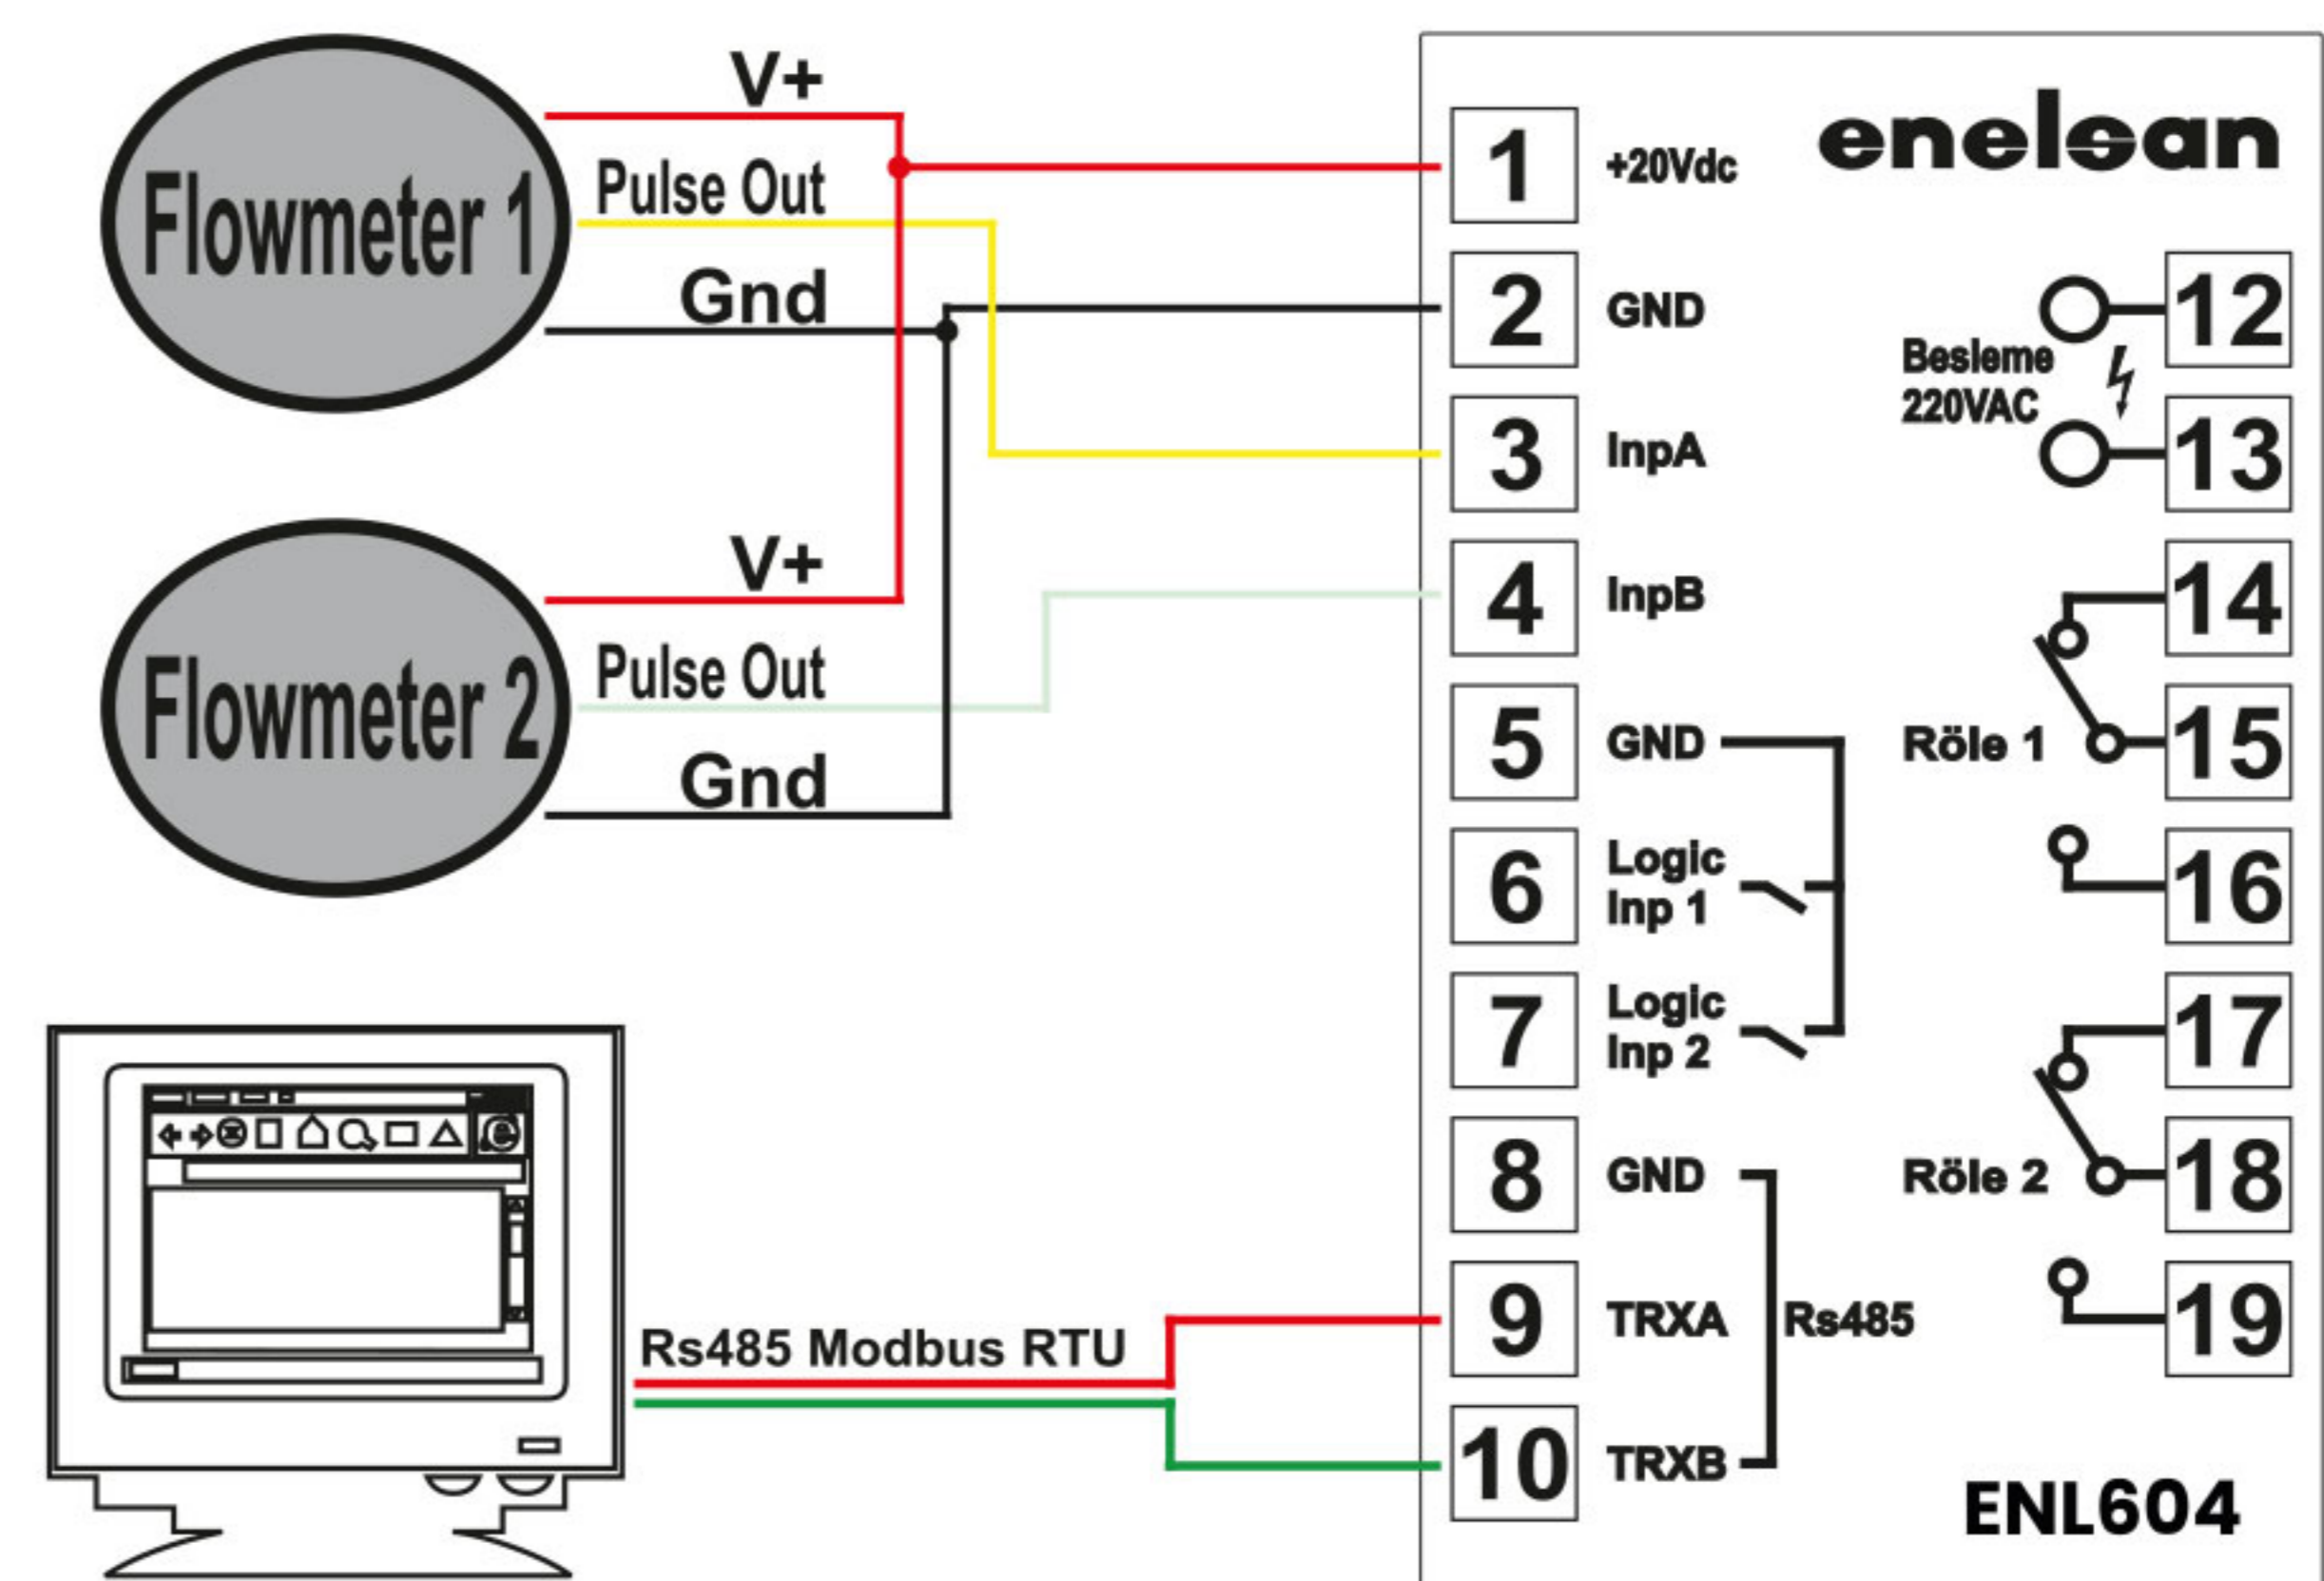 V+
Pulse Out
Flowmeter 1
Gnd
V+
Pulse Out
Flowmeter 2
Gnd
Rs485 Modbus RTU
enelsan
1 +20Vdc
2 GND
3 InpA
4 InpB
5 GND
6 Logic
Inp 1
7 Logic
Inp 2
8 GND
9 TRXA
10 TRXB
Rs485
12
Besleme
220VAC
13
14
Röle 1 15
16
17
Röle 2 18
19
ENL604